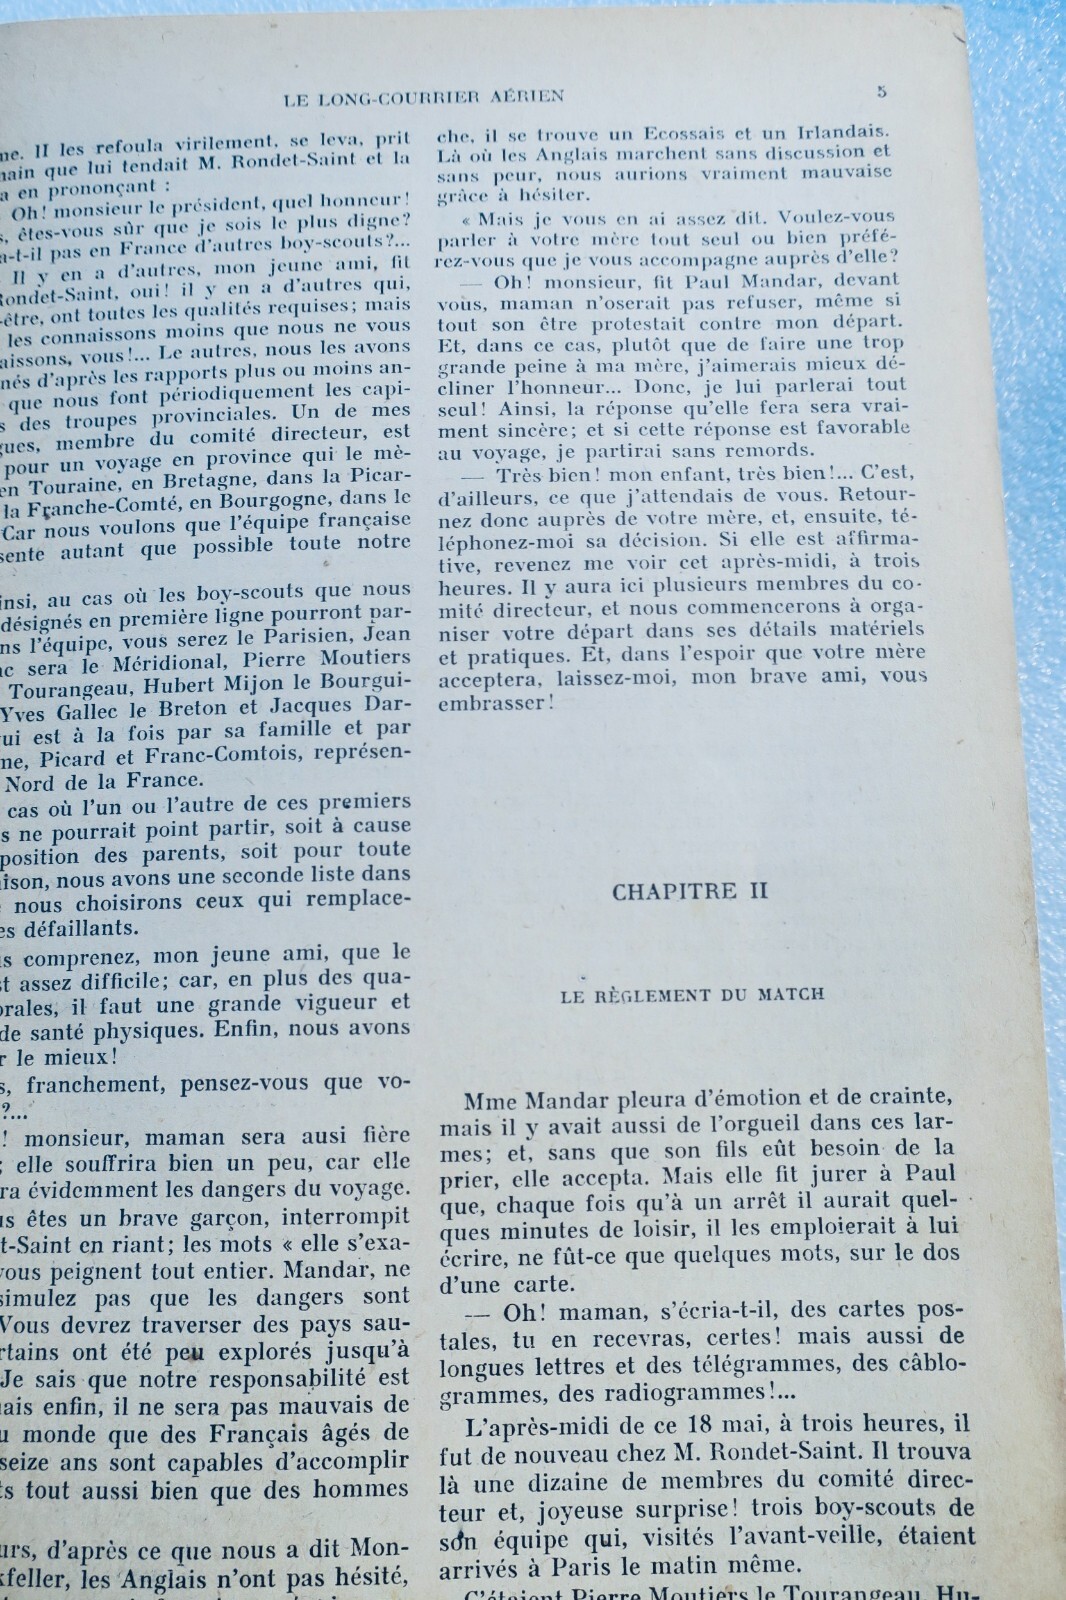 LE LONG-COURRIER AÉRIEN
5
ne. Il les refoula virilement, se leva, prit
main que lui tendait M. Rondet-Saint et la
a en prononçant :
Oh! monsieur le président, quel honneur!
s, êtes-vous sûr que je sois le plus digne?
a-t-il pas en France d'autres boy-scouts?...
Il y en a d'autres, mon jeune ami, fit
Rondet-Saint, oui! il y en a d'autres qui,
-être, ont toutes les qualités requises; mais
les connaissons moins que nous ne vous
aissons, vous!... Le autres, nous les avons
nés d'après les rapports plus ou moins an-
que nous font périodiquement les capi-
s des troupes provinciales. Un de mes
gues, membre du comité directeur, est
pour un voyage en province qui le mè-
en Touraine, en Bretagne, dans la Picar-
la Franche-Comté, en Bourgogne, dans le
Car nous voulons que l'équipe française
sente autant que possible toute notre
insi, au cas où les boy-scouts que nous
désignés en première ligne pourront par-
ns l'équipe, vous serez le Parisien, Jean
ac sera le Méridional, Pierre Moutiers
Tourangeau, Hubert Mijon le Bourgui-
Yves Gallec le Breton et Jacques Dar-
ui est à la fois par sa famille et par
me, Picard et Franc-Comtois, représen-
Nord de la France.
cas où l'un ou l'autre de ces premiers
s ne pourrait point partir, soit à cause
position des parents, soit pour toute
ison, nous avons une seconde liste dans
nous choisirons ceux qui remplace-
es défaillants.
is comprenez, mon jeune ami, que le
st assez difficile; car, en plus des qua-
orales, il faut une grande vigueur et
de santé physiques. Enfin, nous avons
r le mieux!
s, franchement, pensez-vous que vo-
?...
! monsieur, maman sera ausi fière
; elle souffrira bien un peu, car elle
ra évidemment les dangers du voyage.
us êtes un brave garçon, interrompit
t-Saint en riant; les mots « elle s'exa-
vous peignent tout entier. Mandar, ne
simulez pas que les dangers sont
Vous devrez traverser des pays sau-
rtains ont été peu explorés jusqu'à
Je sais que notre responsabilité est
mais enfin, il ne sera pas mauvais de
u monde que des Français âgés de
seize ans sont capables d'accomplir
ts tout aussi bien que des hommes
urs, d'après ce que nous a dit Mon-
kfeller, les Anglais n'ont pas hésité,
che, il se trouve un Ecossais et un Irlandais.
Là où les Anglais marchent sans discussion et
sans peur, nous aurions vraiment mauvaise
grâce à hésiter.
« Mais je vous en ai assez dit. Voulez-vous
parler à votre mère tout seul ou bien préfé-
rez-vous que je vous accompagne auprès d'elle?
— Oh! monsieur, fit Paul Mandar, devant
vous, maman n'oserait pas refuser, même si
tout son être protestait contre mon départ.
Et, dans ce cas, plutôt que de faire une trop
grande peine à ma mère, j'aimerais mieux dé-
cliner l'honneur... Donc, je lui parlerai tout
seul! Ainsi, la réponse qu'elle fera sera vrai-
ment sincère; et si cette réponse est favorable
au voyage, je partirai sans remords.
— Très bien! mon enfant, très bien!... C'est,
d'ailleurs, ce que j'attendais de vous. Retour-
nez donc auprès de votre mère, et, ensuite, té-
léphonez-moi sa décision. Si elle est affirma-
tive, revenez me voir cet après-midi, à trois
heures. Il y aura ici plusieurs membres du co-
mité directeur, et nous commencerons à orga-
niser votre départ dans ses détails matériels
et pratiques. Et, dans l'espoir que votre mère
acceptera, laissez-moi, mon brave ami, vous
embrasser!
CHAPITRE II
LE RÈGLEMENT DU MATCH
Mme Mandar pleura d'émotion et de crainte,
mais il y avait aussi de l'orgueil dans ces lar-
mes; et, sans que son fils eût besoin de la
prier, elle accepta. Mais elle fit jurer à Paul
que, chaque fois qu'à un arrêt il aurait quel-
ques minutes de loisir, il les emploierait à lui
écrire, ne fût-ce que quelques mots, sur le dos
d'une carte.
— Oh! maman, s'écria-t-il, des cartes pos-
tales, tu en recevras, certes! mais aussi de
longues lettres et des télégrammes, des câblo-
grammes, des radiogrammes!...
L'après-midi de ce 18 mai, à trois heures, il
fut de nouveau chez M. Rondet-Saint. Il trouva
là une dizaine de membres du comité direc-
teur et, joyeuse surprise! trois boy-scouts de
son équipe qui, visités l'avant-veille, étaient
arrivés à Paris le matin même.
C'étaient Pierre Moutiers le Tourangeau, Hu-